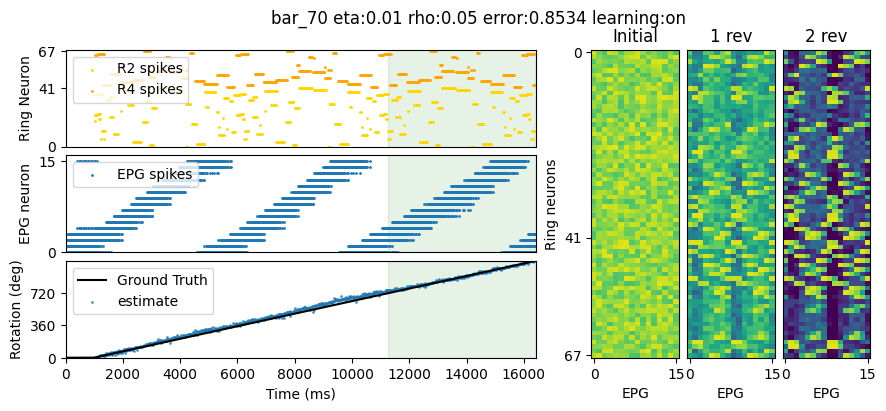 bar_70 eta:0.01 rho:0.05 error:0.8534 learning:on
Initial 1 rev 2 rev
67
41
0
Ring Neuron
R2 spikes
R4 spikes
15
0
EPG neuron
EPG spikes
720
360
0
Rotation (deg)
Ground Truth
estimate
0 2000 4000 6000 8000 10000 12000 14000 16000
Time (ms)
0
41
67
Ring neurons
0 15 0 15 0 15
EPG EPG EPG